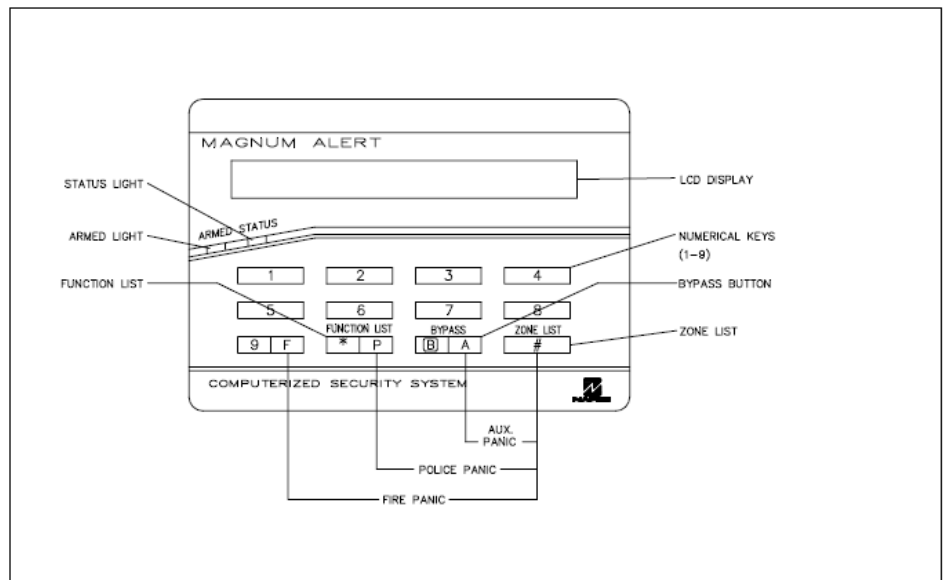 MAGNUM ALERT
STATUS LIGHT
LCD DISPLAY
ARMED STATUS
ARMED LIGHT
NUMERICAL KEYS
(1-9)
1 2 3 4
FUNCTION LIST
BYPASS BUTTON
5 6 7 8
FUNCTION LIST BYPASS ZONE LIST
ZONE LIST
9 F * P B A #
COMPUTERIZED SECURITY SYSTEM
NAPCO
AUX.
PANIC
POLICE PANIC
FIRE PANIC